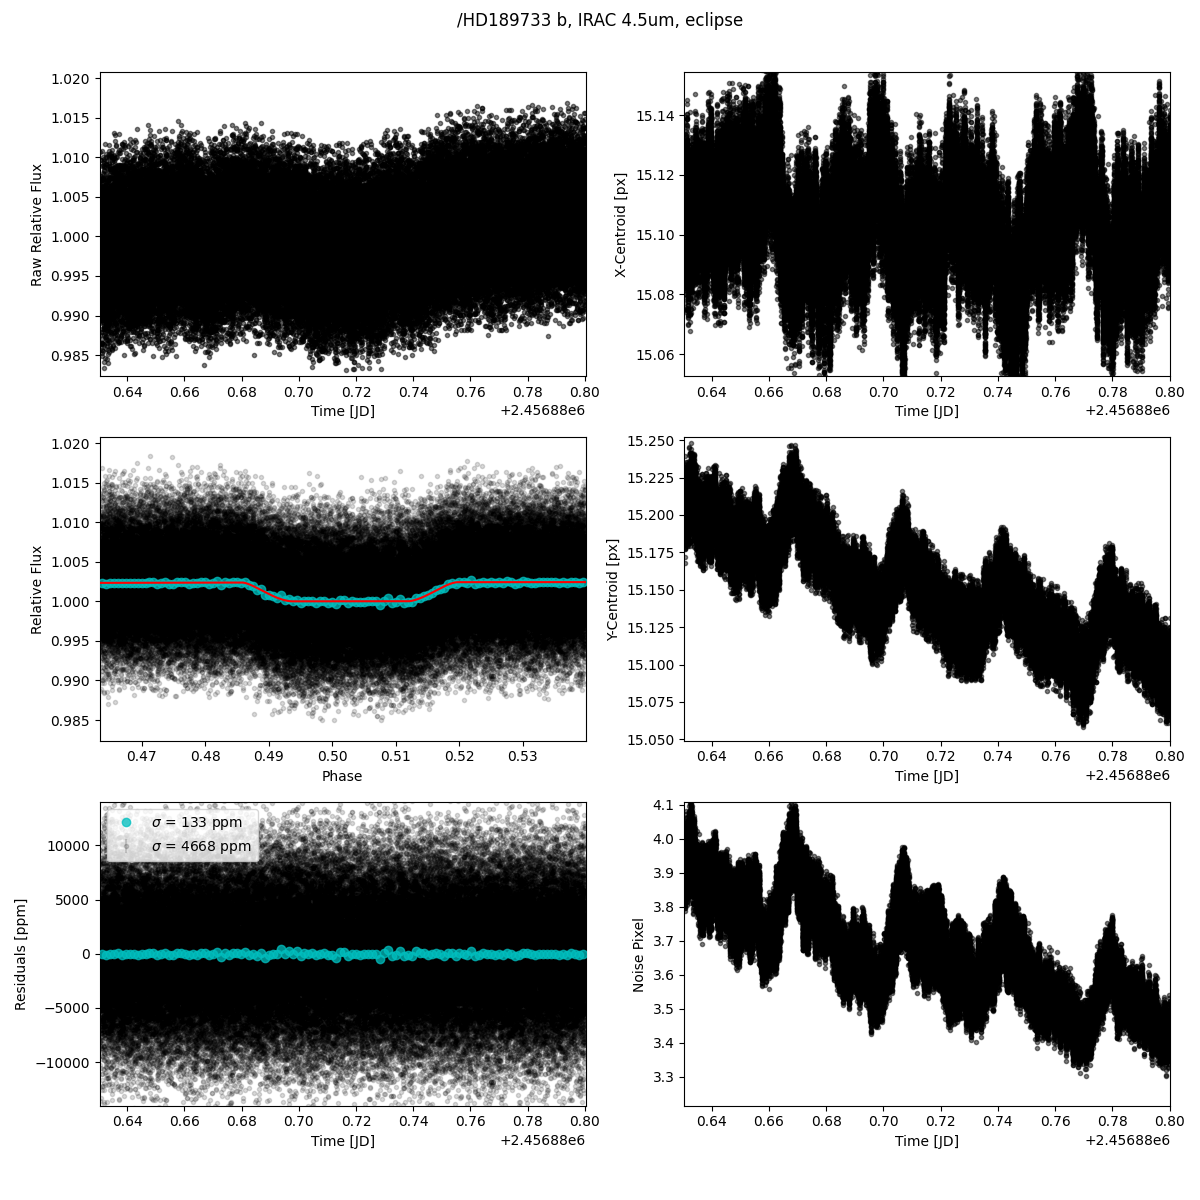 /HD189733 b, IRAC 4.5um, eclipse
1.020
1.015
1.010
1.005
1.000
0.995
0.990
0.985
Raw Relative Flux
0.64 0.66 0.68 0.70 0.72 0.74 0.76 0.78 0.80
Time [JD]
+2.45688e6
15.14
15.12
15.10
15.08
15.06
X-Centroid [px]
0.64 0.66 0.68 0.70 0.72 0.74 0.76 0.78 0.80
Time [JD]
+2.45688e6
1.020
1.015
1.010
1.005
1.000
0.995
0.990
0.985
Relative Flux
0.47 0.48 0.49 0.50 0.51 0.52 0.53
Phase
15.250
15.225
15.200
15.175
15.150
15.125
15.100
15.075
15.050
Y-Centroid [px]
0.64 0.66 0.68 0.70 0.72 0.74 0.76 0.78 0.80
Time [JD]
+2.45688e6
10000
5000
0
−5000
−10000
Residuals [ppm]
σ = 133 ppm
σ = 4668 ppm
0.64 0.66 0.68 0.70 0.72 0.74 0.76 0.78 0.80
Time [JD]
+2.45688e6
4.1
4.0
3.9
3.8
3.7
3.6
3.5
3.4
3.3
Noise Pixel
0.64 0.66 0.68 0.70 0.72 0.74 0.76 0.78 0.80
Time [JD]
+2.45688e6